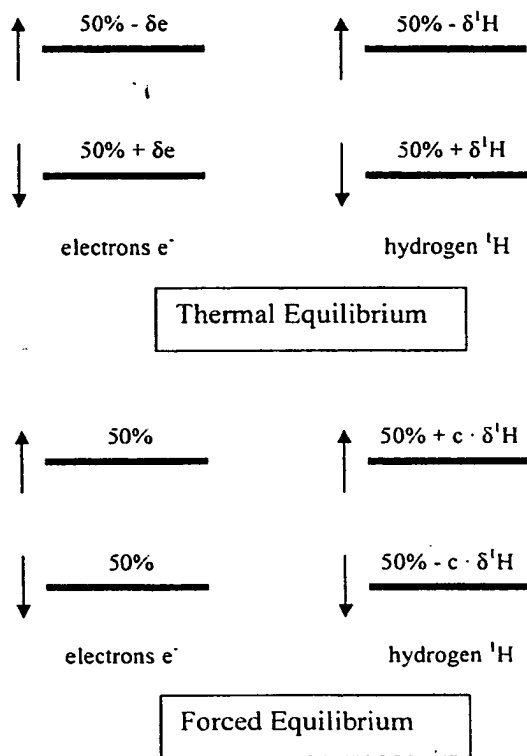 50% - δe 50% - δ¹H
50% + δe 50% + δ¹H
electrons e⁻ hydrogen ¹H
Thermal Equilibrium
50% 50% + c · δ¹H
50% 50% - c · δ¹H
electrons e⁻ hydrogen ¹H
Forced Equilibrium